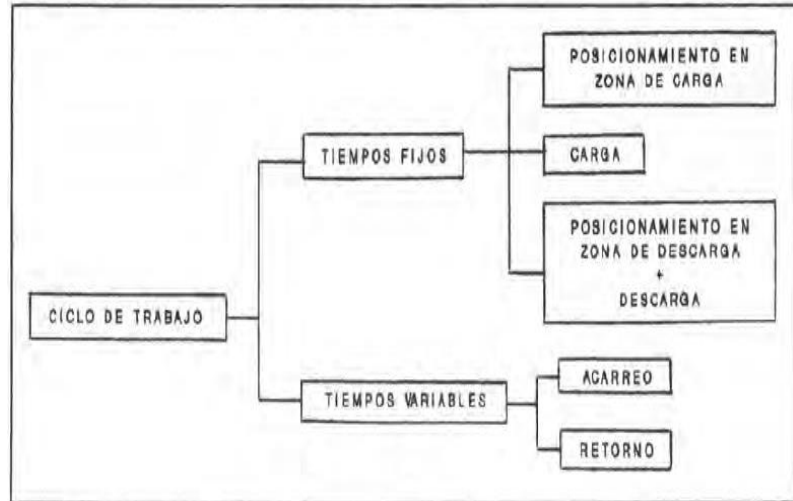 POSICIONAMIENTO EN
ZONA DE CARGA
TIEMPOS FIJOS
CARGA
POSICIONAMIENTO EN
ZONA DE DESCARGA
+
DESCARGA
CICLO DE TRABAJO
TIEMPOS VARIABLES
ACARREO
RETORNO